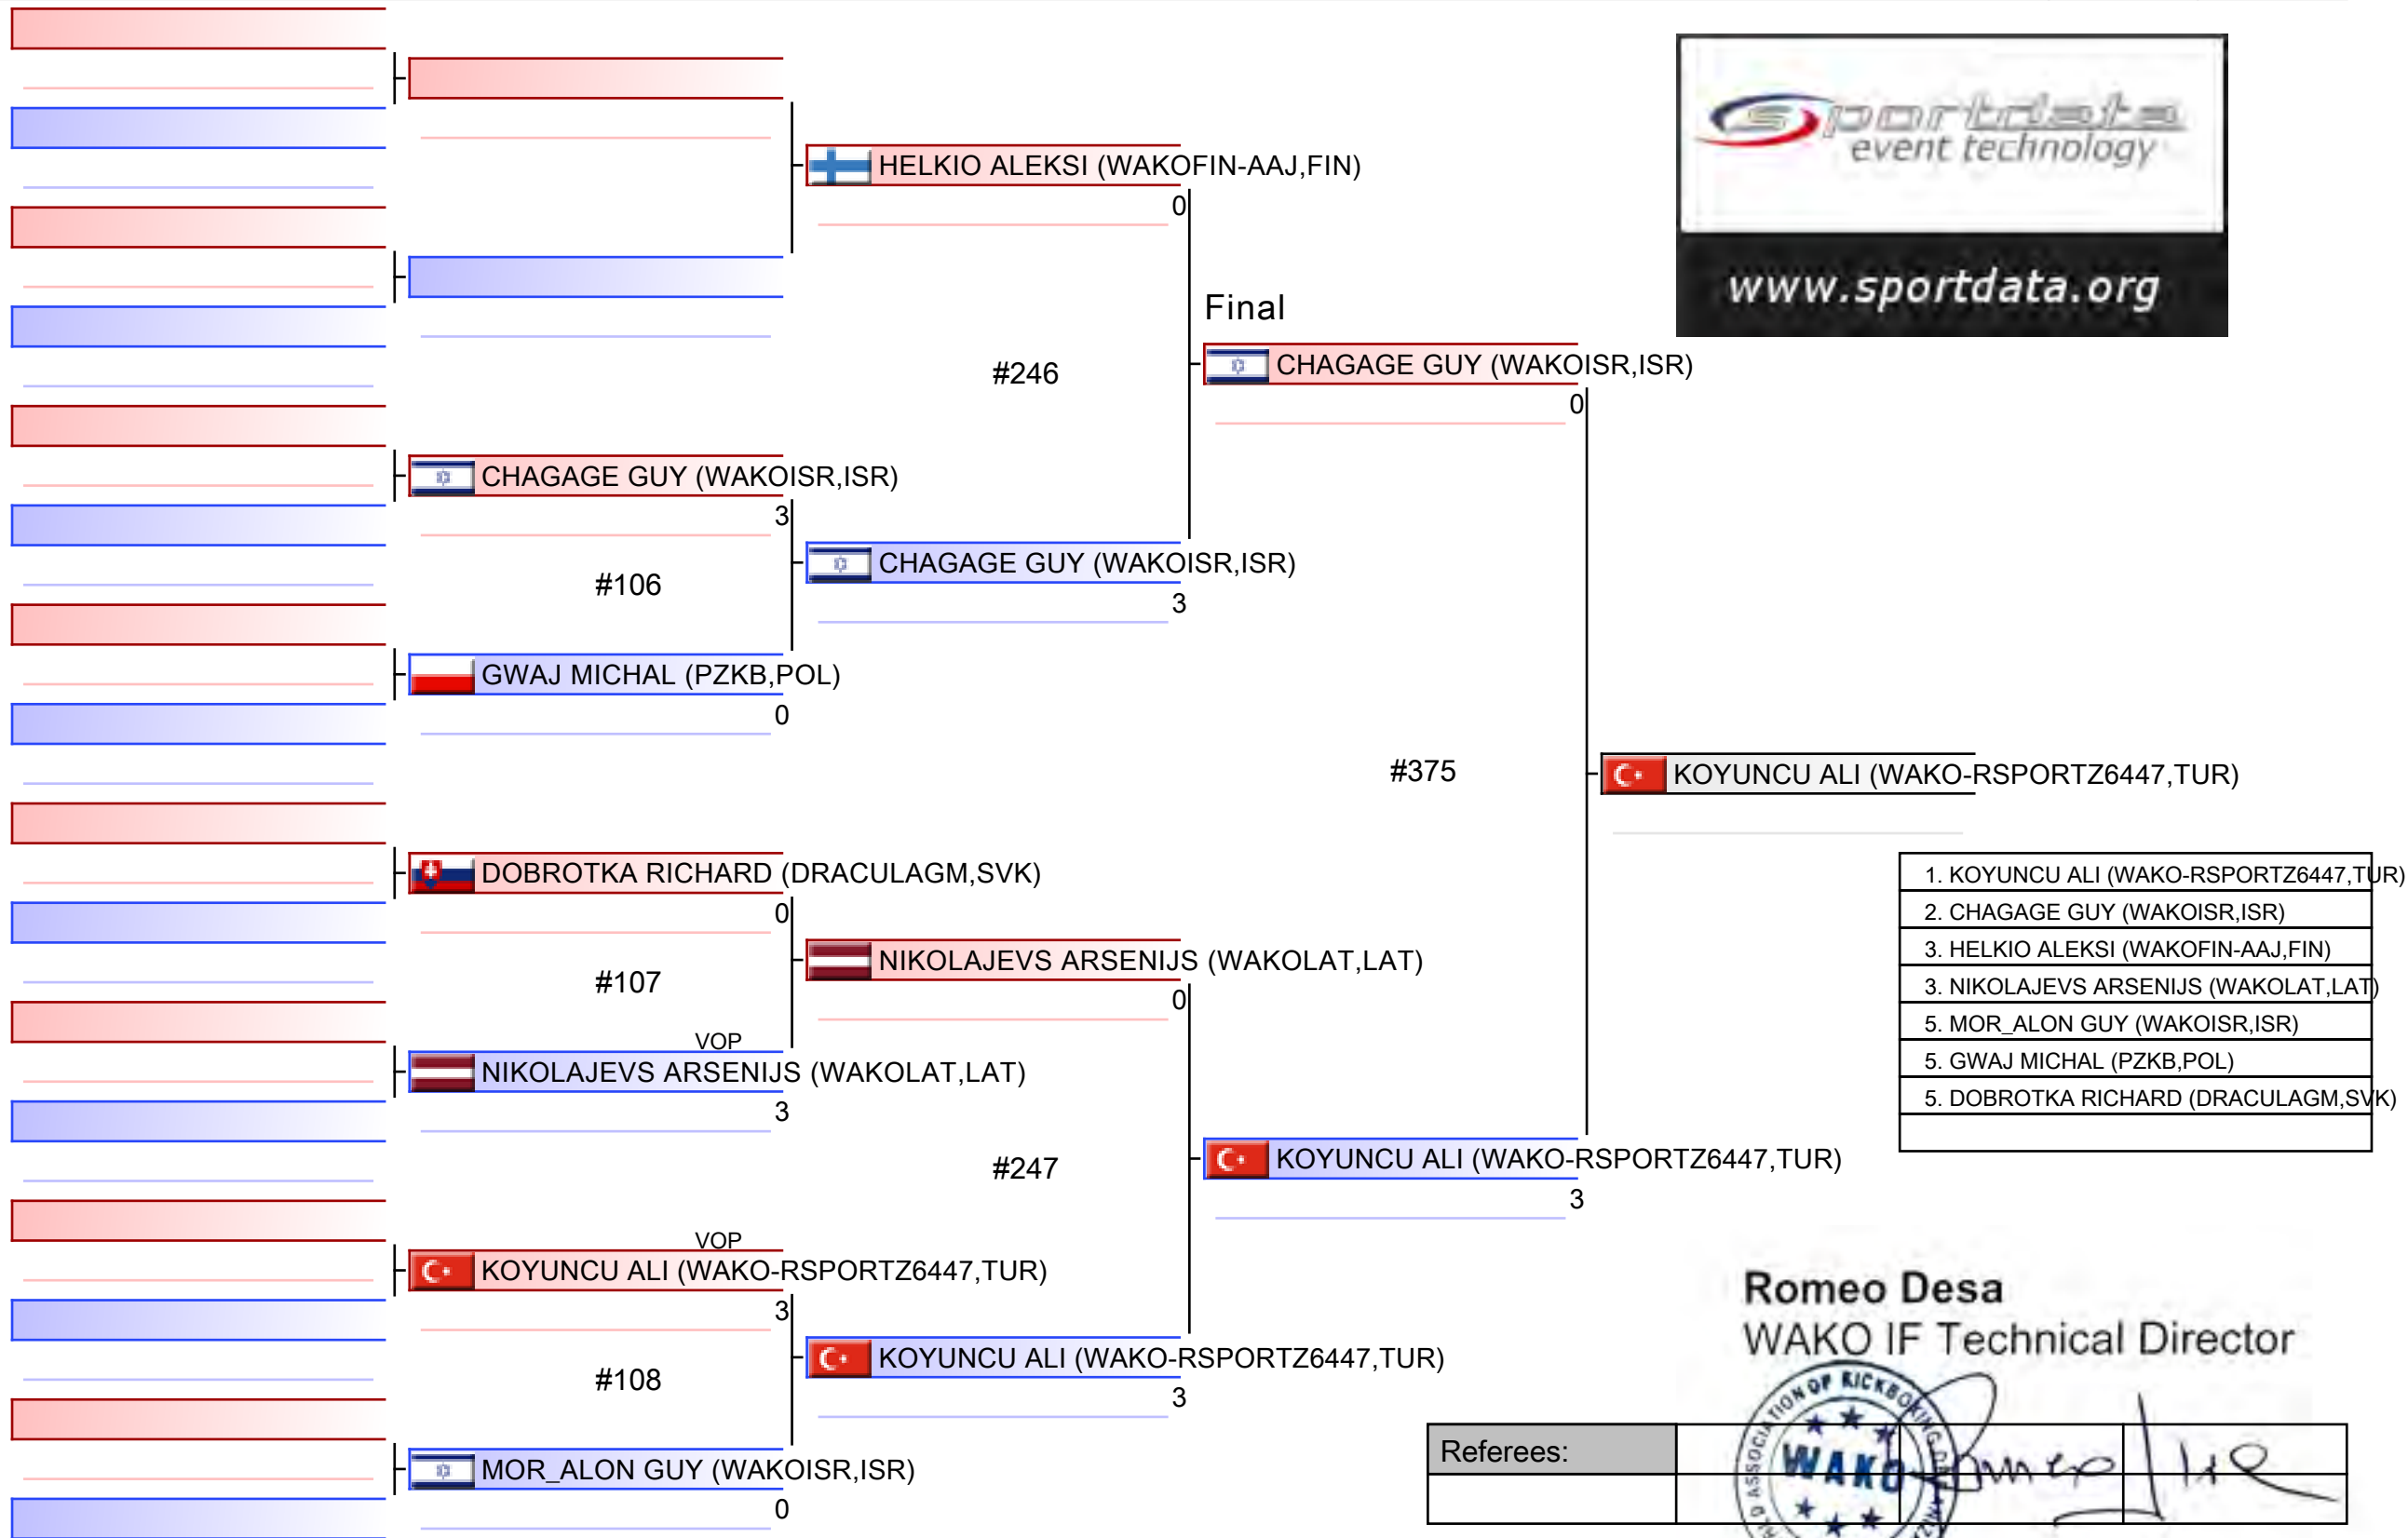 sportdata
event technology
www.sportdata.org
HELKIO ALEKSI (WAKOFIN-AAJ,FIN)
0
Final
#246
CHAGAGE GUY (WAKOISR,ISR)
0
CHAGAGE GUY (WAKOISR,ISR)
3
#106
CHAGAGE GUY (WAKOISR,ISR)
3
GWAJ MICHAL (PZKB,POL)
0
#375
KOYUNCU ALI (WAKO-RSPORTZ6447,TUR)
DOBROTKA RICHARD (DRACULAGM,SVK)
0
NIKOLAJEVS ARSENIJS (WAKOLAT,LAT)
0
#107
VOP
NIKOLAJEVS ARSENIJS (WAKOLAT,LAT)
3
#247
KOYUNCU ALI (WAKO-RSPORTZ6447,TUR)
3
VOP
KOYUNCU ALI (WAKO-RSPORTZ6447,TUR)
3
KOYUNCU ALI (WAKO-RSPORTZ6447,TUR)
3
#108
MOR_ALON GUY (WAKOISR,ISR)
0
1. KOYUNCU ALI (WAKO-RSPORTZ6447,TUR)
2. CHAGAGE GUY (WAKOISR,ISR)
3. HELKIO ALEKSI (WAKOFIN-AAJ,FIN)
3. NIKOLAJEVS ARSENIJS (WAKOLAT,LAT)
5. MOR_ALON GUY (WAKOISR,ISR)
5. GWAJ MICHAL (PZKB,POL)
5. DOBROTKA RICHARD (DRACULAGM,SVK)
Romeo Desa
WAKO IF Technical Director
Referees:
ASSOCIATION OF KICKBOXING
WAKO